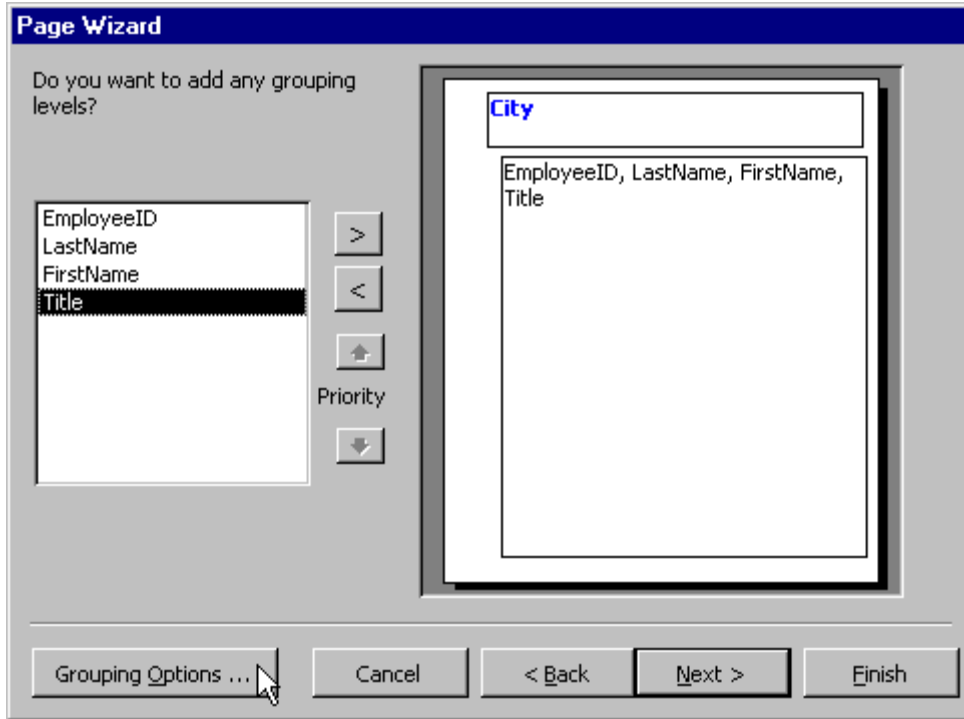 Page Wizard
Do you want to add any grouping
levels?
EmployeeID
LastName
FirstName
Title
>
<
Priority
City
EmployeeID, LastName, FirstName,
Title
Grouping Options ...
Cancel
< Back
Next >
Finish